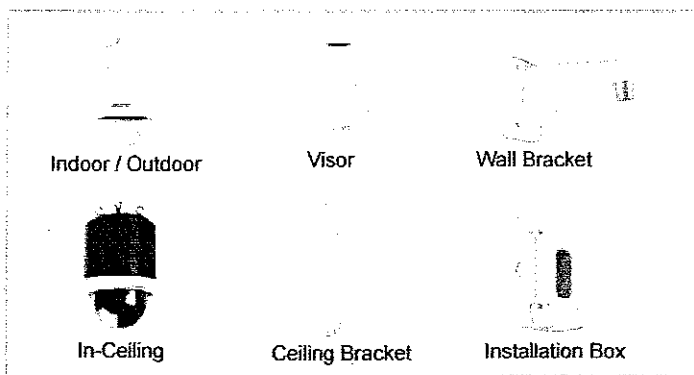 Indoor / Outdoor
Visor
Wall Bracket
In-Ceiling
Ceiling Bracket
Installation Box